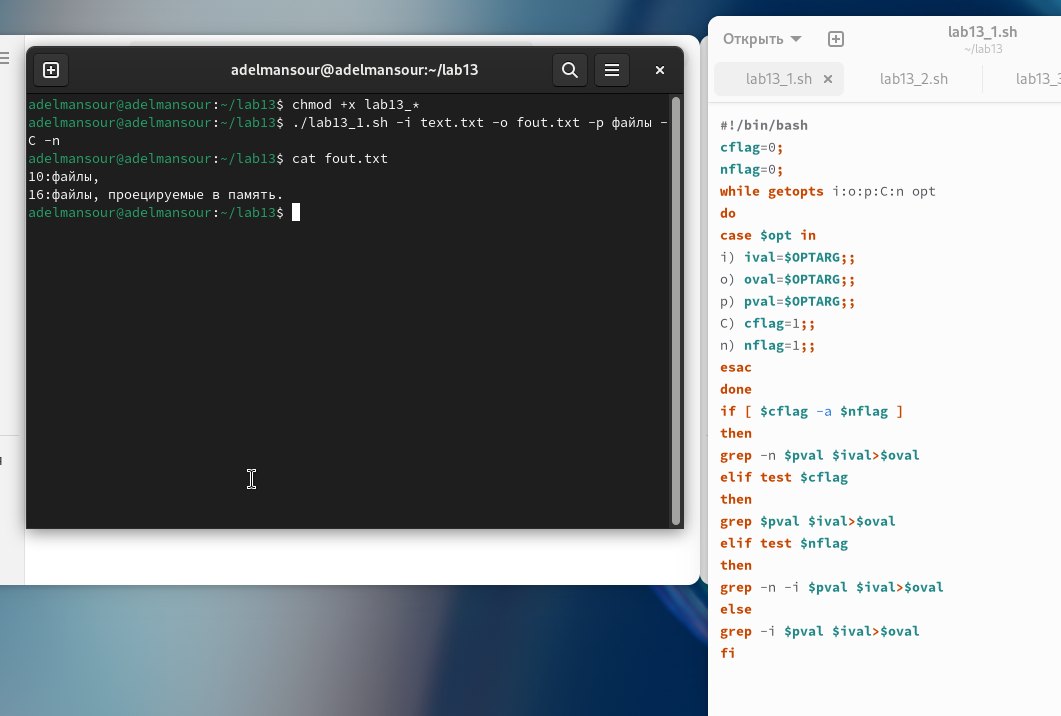 adelmansour@adelmansour:~/lab13
adelmansour@adelmansour:~/lab13$ chmod +x lab13_*
adelmansour@adelmansour:~/lab13$ ./lab13_1.sh -i text.txt -o fout.txt -p файлы -
C -n
adelmansour@adelmansour:~/lab13$ cat fout.txt
10:файлы,
16:файлы, проецируемые в память.
adelmansour@adelmansour:~/lab13$
Открыть
lab13_1.sh
~/lab13
lab13_1.sh lab13_2.sh lab13_3
#!/bin/bash
cflag=0;
nflag=0;
while getopts i:o:p:C:n opt
do
case $opt in
i) ival=$OPTARG;;
o) oval=$OPTARG;;
p) pval=$OPTARG;;
C) cflag=1;;
n) nflag=1;;
esac
done
if [ $cflag -a $nflag ]
then
grep -n $pval $ival>$oval
elif test $cflag
then
grep $pval $ival>$oval
elif test $nflag
then
grep -n -i $pval $ival>$oval
else
grep -i $pval $ival>$oval
fi